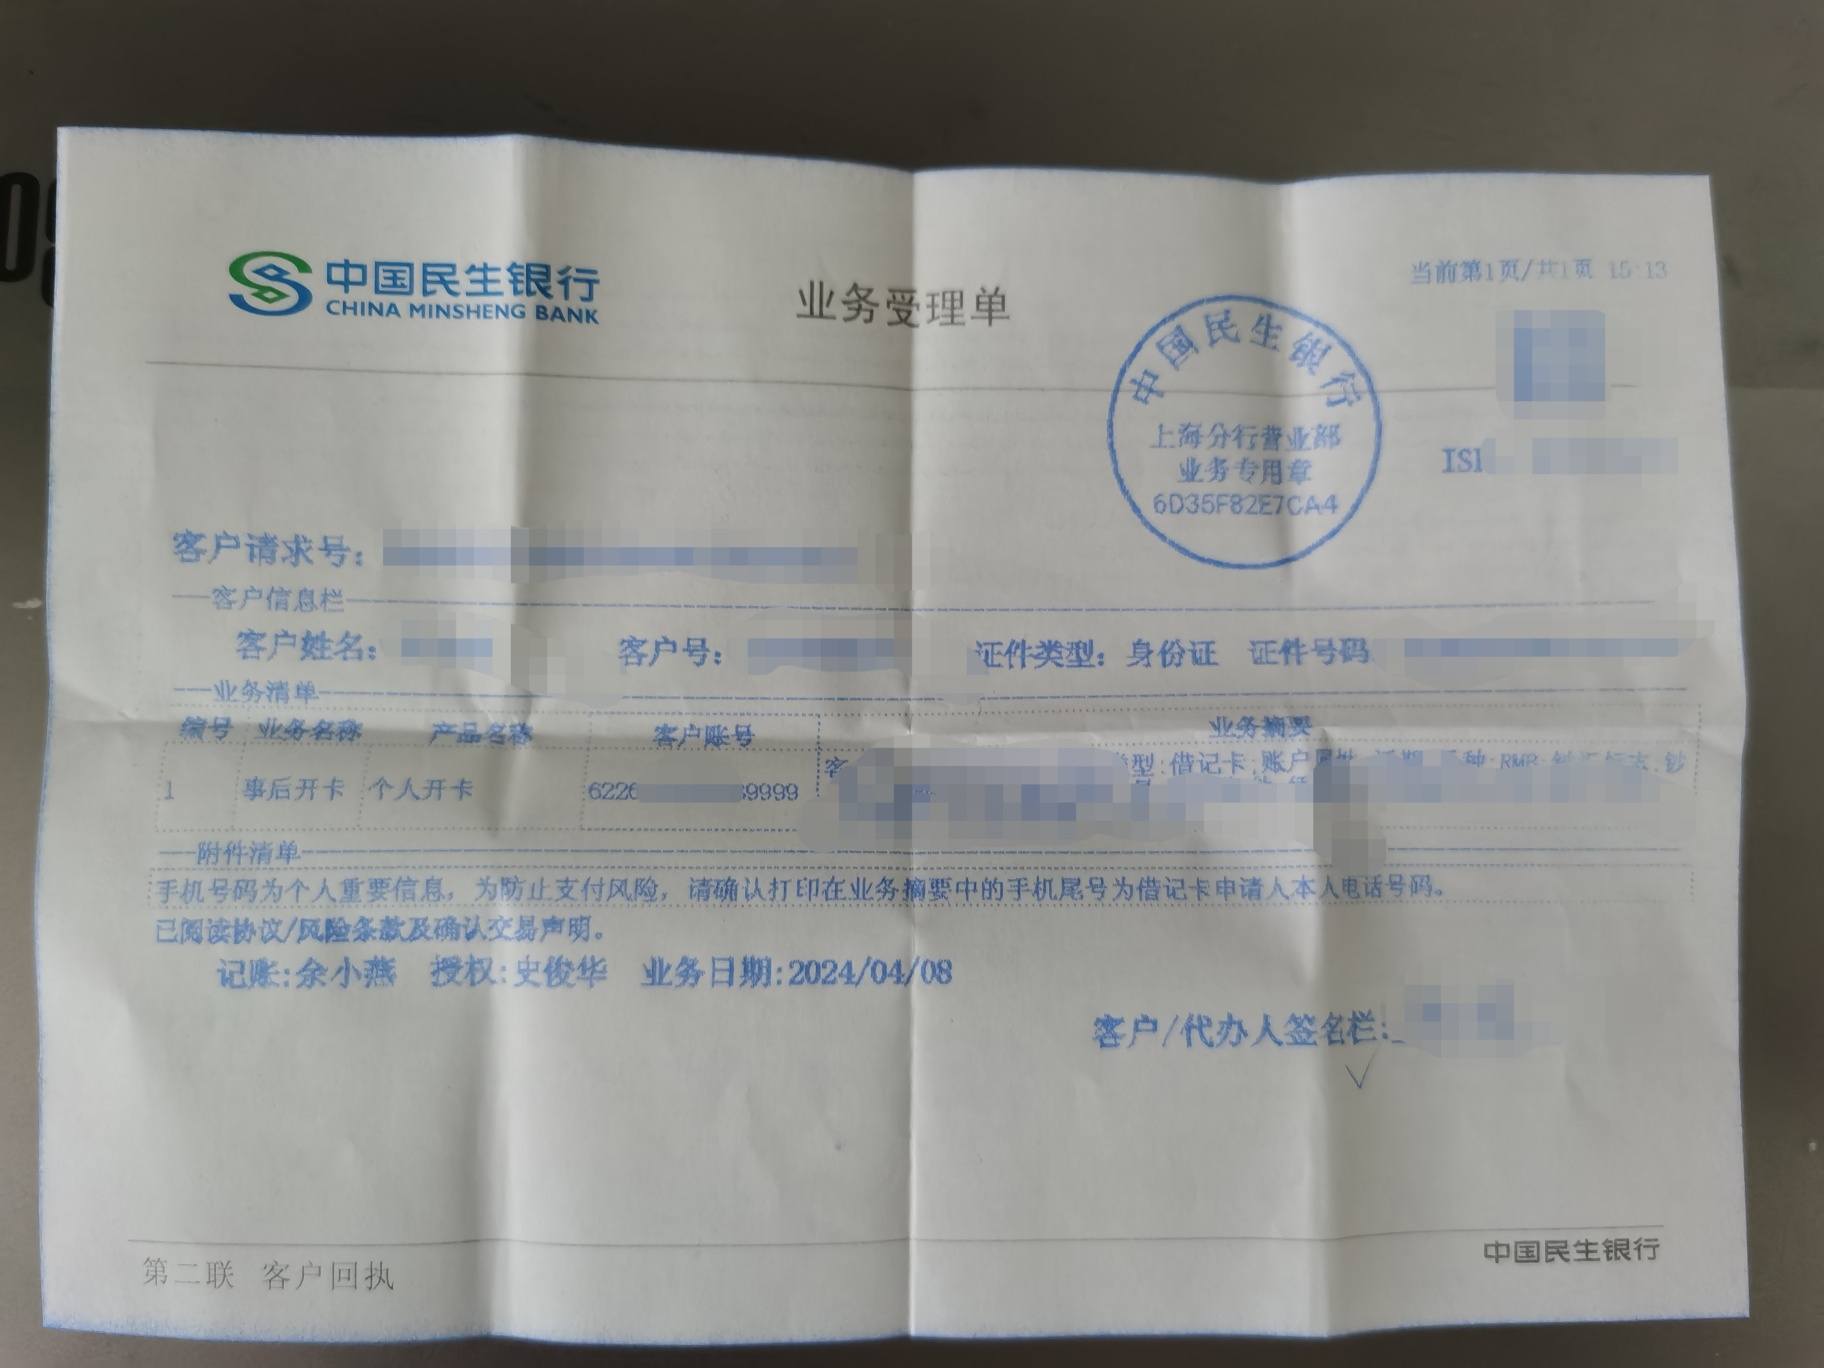 中国民生银行
CHINA MINSHENG BANK
业务受理单
当前第1页/共1页 15:13
中国民生银行
上海分行营业部
业务专用章
6D35F82E7CA4
客户请求号:
客户信息栏
客户姓名: 客户号: 证件类型: 身份证 证件号码
业务清单
编号 业务名称 产品名称 客户账号 业务摘要
1 事后开卡 个人开卡 6226 9999 客 类型:借记卡;账户
附件清单
手机号码为个人重要信息，为防止支付风险，请确认打印在业务摘要中的手机尾号为借记卡申请人本人电话号码。
已阅读协议/风险条款及确认交易声明。
记账:余小燕 授权:史俊华 业务日期:2024/04/08
客户/代办人签名栏:
第二联 客户回执
中国民生银行